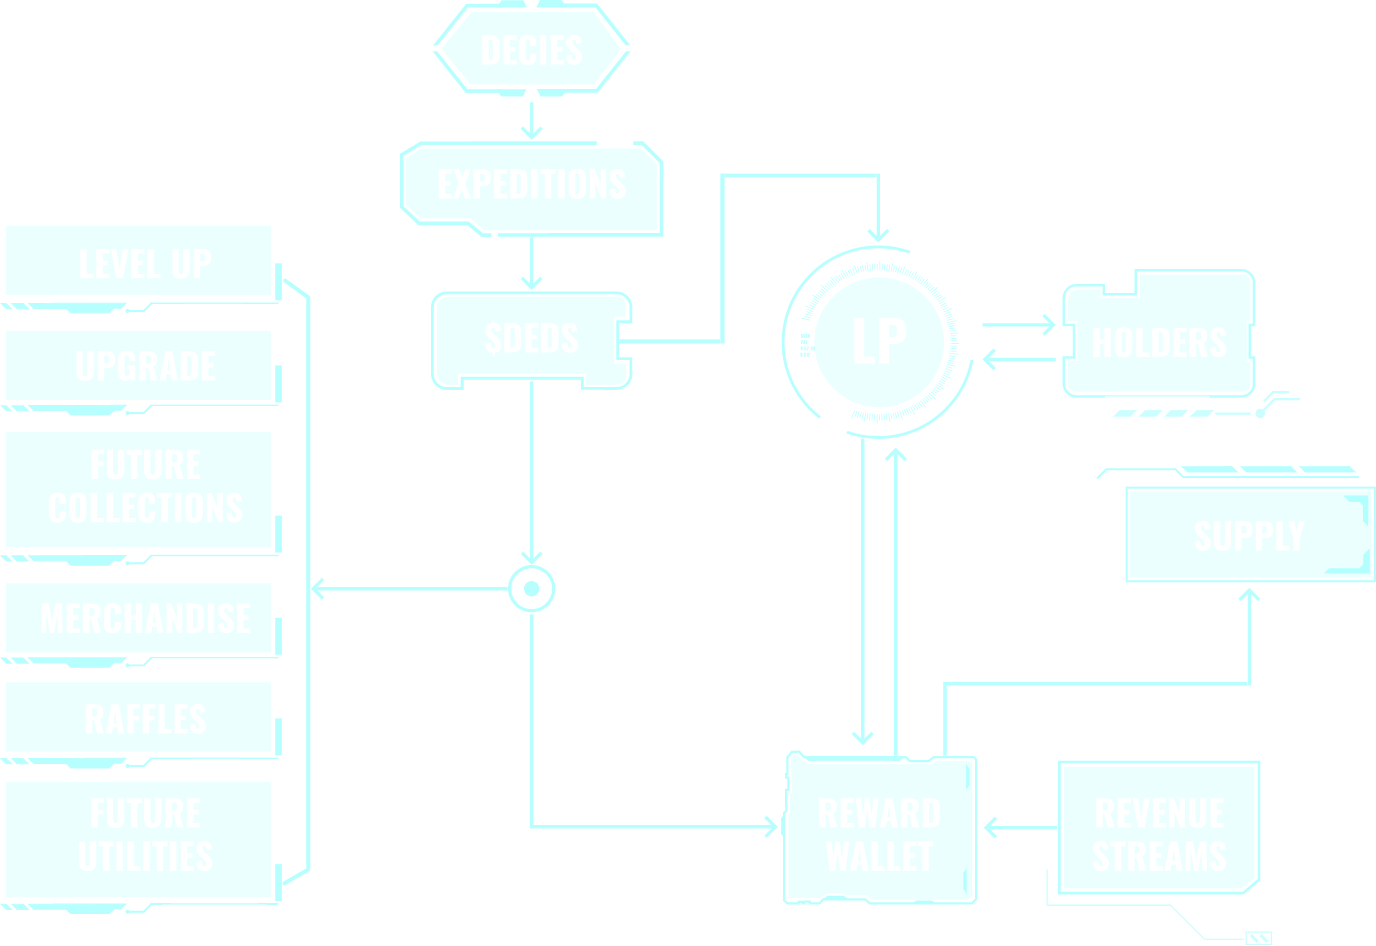 DECIES
EXPEDITIONS
$DEDS
LP
HOLDERS
SUPPLY
LEVEL UP
UPGRADE
FUTURE
COLLECTIONS
MERCHANDISE
RAFFLES
FUTURE
UTILITIES
REWARD
WALLET
REVENUE
STREAMS